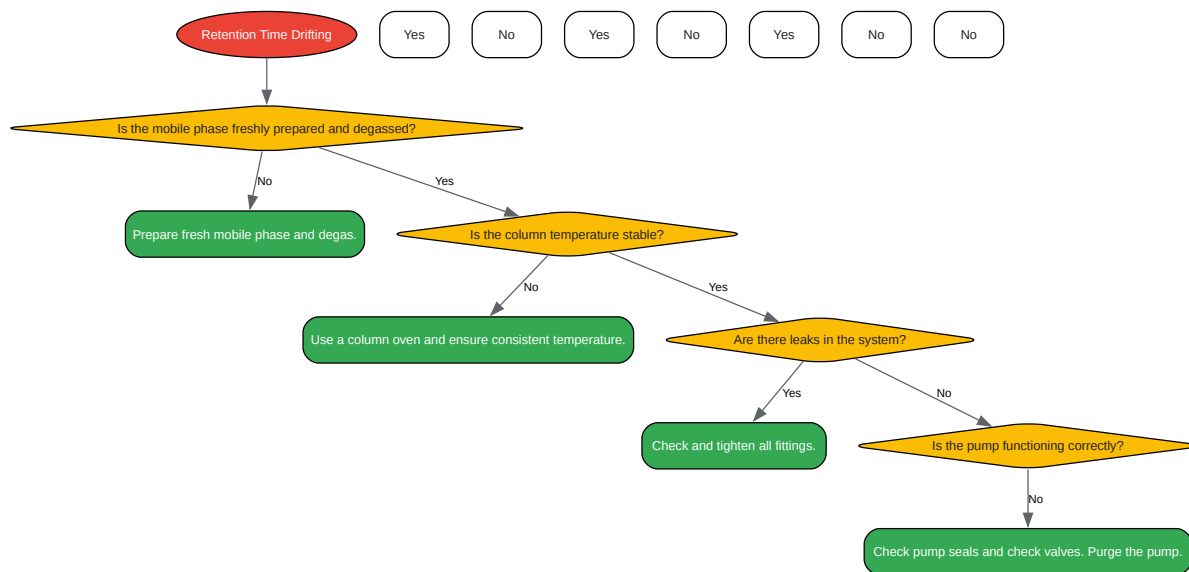 Retention Time Drifting
Yes
No
Yes
No
Yes
No
No
Is the mobile phase freshly prepared and degassed?
No
Yes
Prepare fresh mobile phase and degas.
Is the column temperature stable?
No
Yes
Use a column oven and ensure consistent temperature.
Are there leaks in the system?
Yes
No
Check and tighten all fittings.
Is the pump functioning correctly?
No
Check pump seals and check valves. Purge the pump.